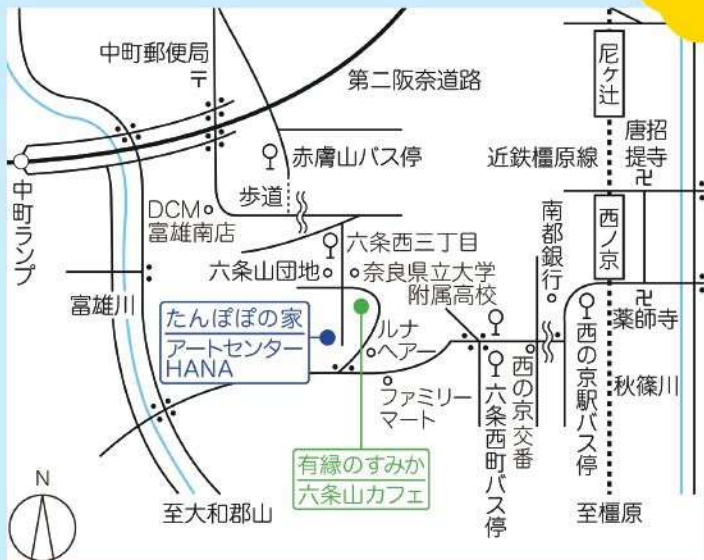 中町郵便局
〒
第二阪奈道路
尼ヶ辻
唐招
提寺
卍
赤膚山バス停
近鉄橿原線
歩道
中町ランプ
DCM
富雄南店
西ノ京
南都銀行
六条西三丁目
六条山団地
奈良県立大学
附属高校
富雄川
たんぽぽの家
アートセンター
HANA
ルナ
ヘアー
卍
薬師寺
ファミリー
マート
六条西町バス停
西の京交番
西の京駅バス停
秋篠川
有縁のすみか
六条山カフェ
N
至大和郡山
至橿原